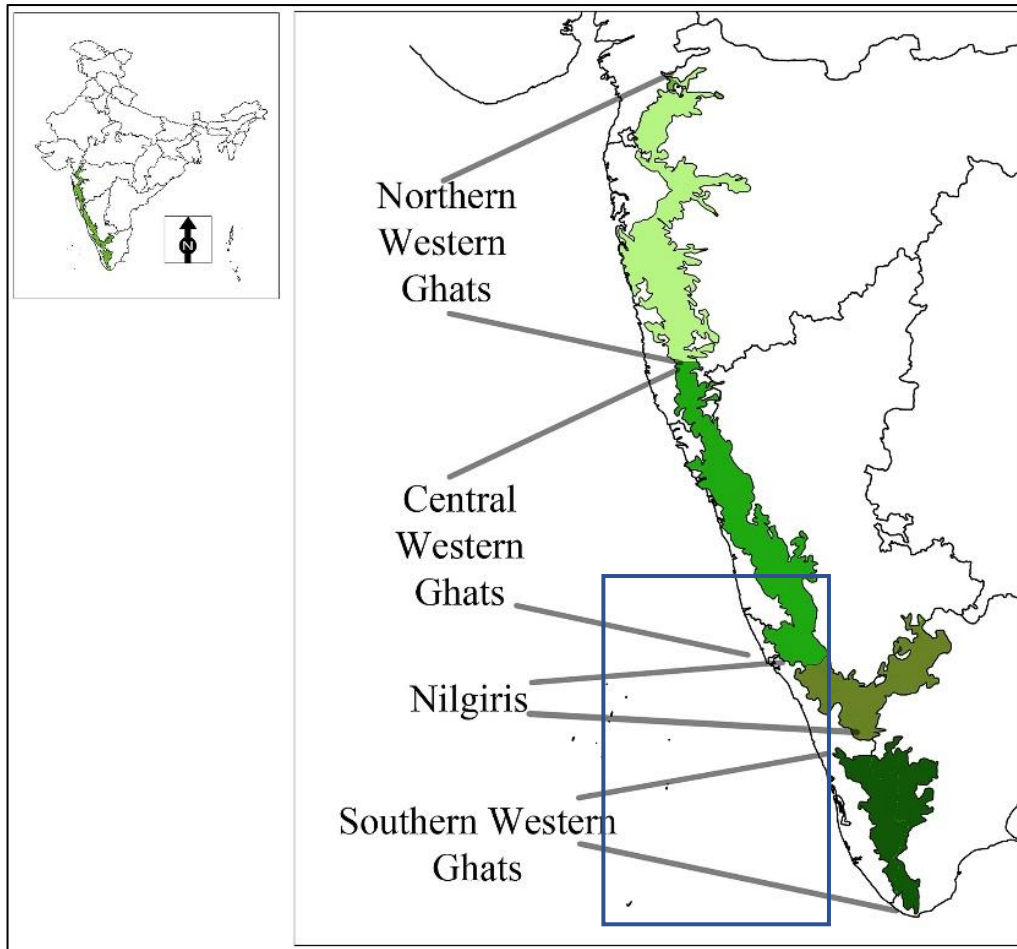 N
Northern
Western
Ghats
Central
Western
Ghats
Nilgiris
Southern Western
Ghats